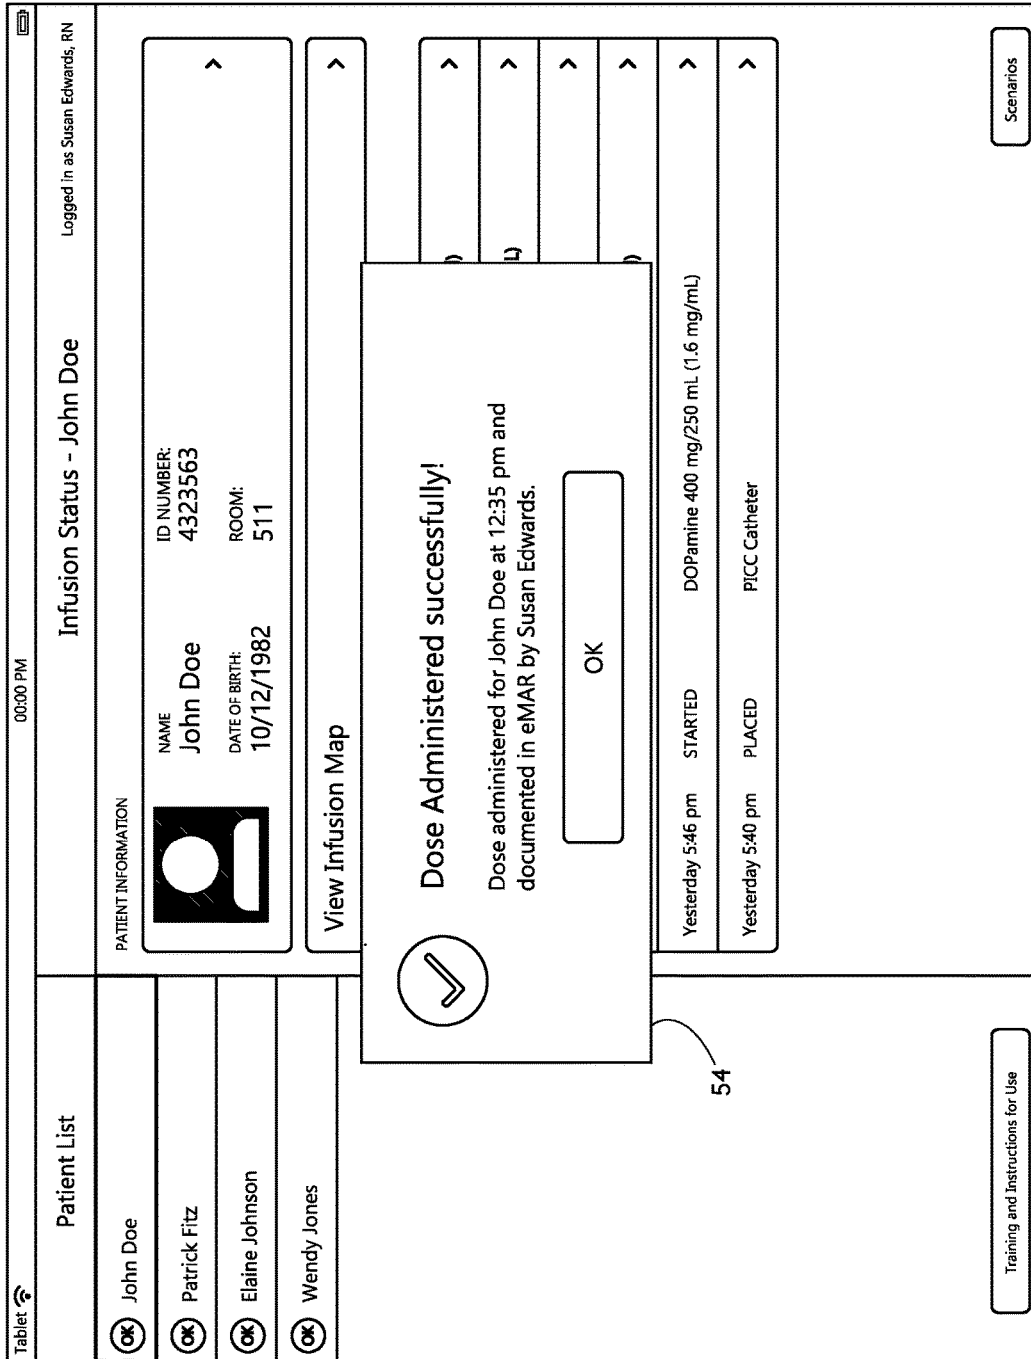 Tablet
00:00 PM
Patient List
Infusion Status - John Doe
Logged in as Susan Edwards, RN
OK John Doe
OK Patrick Fitz
OK Elaine Johnson
OK Wendy Jones
PATIENT INFORMATION
NAME
John Doe
ID NUMBER:
4323563
DATE OF BIRTH:
10/12/1982
ROOM:
511
View Infusion Map
)
L)
)
Dose Administered successfully!
Dose administered for John Doe at 12:35 pm and
documented in eMAR by Susan Edwards.
OK
Yesterday 5:46 pm STARTED DOPamine 400 mg/250 mL (1.6 mg/mL)
Yesterday 5:40 pm PLACED PICC Catheter
54
Training and Instructions for Use
Scenarios